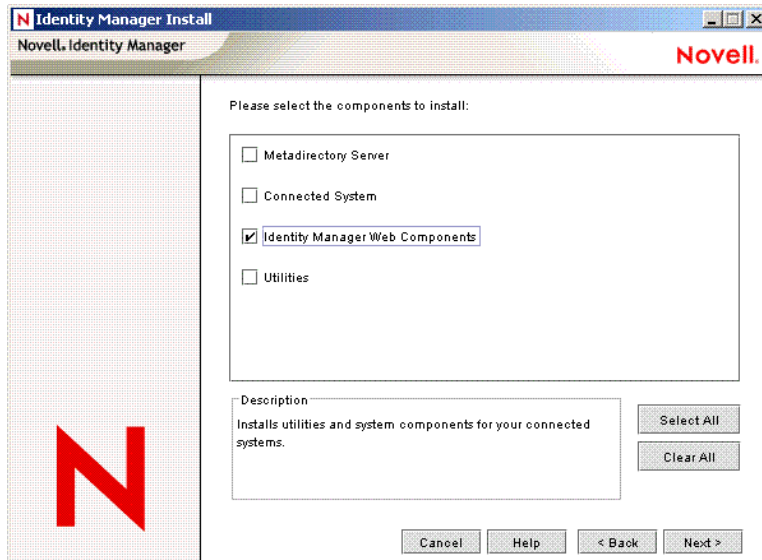 N Identity Manager Install
Novell. Identity Manager
Novell.
Please select the components to install:
Metadirectory Server
Connected System
Identity Manager Web Components
Utilities
Description
Installs utilities and system components for your connected
systems.
Select All
Clear All
N
Cancel Help < Back Next >